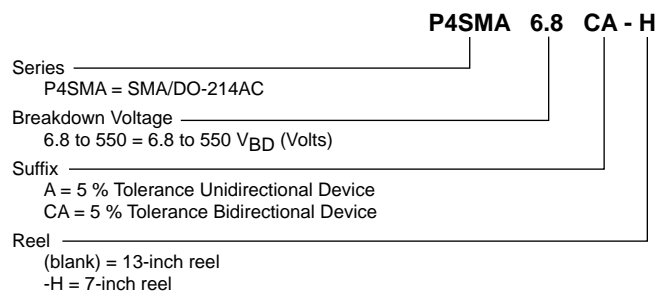 P4SMA 6.8 CA - H
Series
P4SMA = SMA/DO-214AC
Breakdown Voltage
6.8 to 550 = 6.8 to 550 VBD (Volts)
Suffix
A = 5 % Tolerance Unidirectional Device
CA = 5 % Tolerance Bidirectional Device
Reel
(blank) = 13-inch reel
-H = 7-inch reel